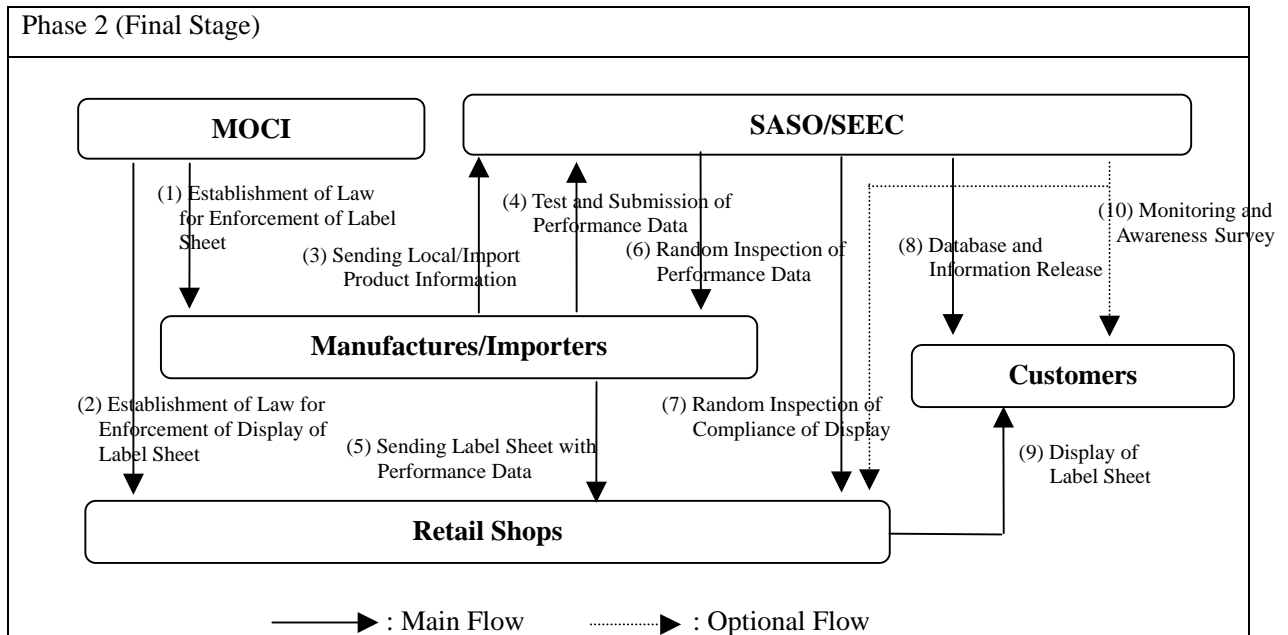 Phase 2 (Final Stage)
MOCI
SASO/SEEC
(1) Establishment of Law
for Enforcement of Label
Sheet
(3) Sending Local/Import
Product Information
(4) Test and Submission of
Performance Data
(6) Random Inspection of
Performance Data
(8) Database and
Information Release
(10) Monitoring and
Awareness Survey
Manufactures/Importers
Customers
(2) Establishment of Law for
Enforcement of Display of
Label Sheet
(5) Sending Label Sheet with
Performance Data
(7) Random Inspection of
Compliance of Display
(9) Display of
Label Sheet
Retail Shops
: Main Flow
: Optional Flow